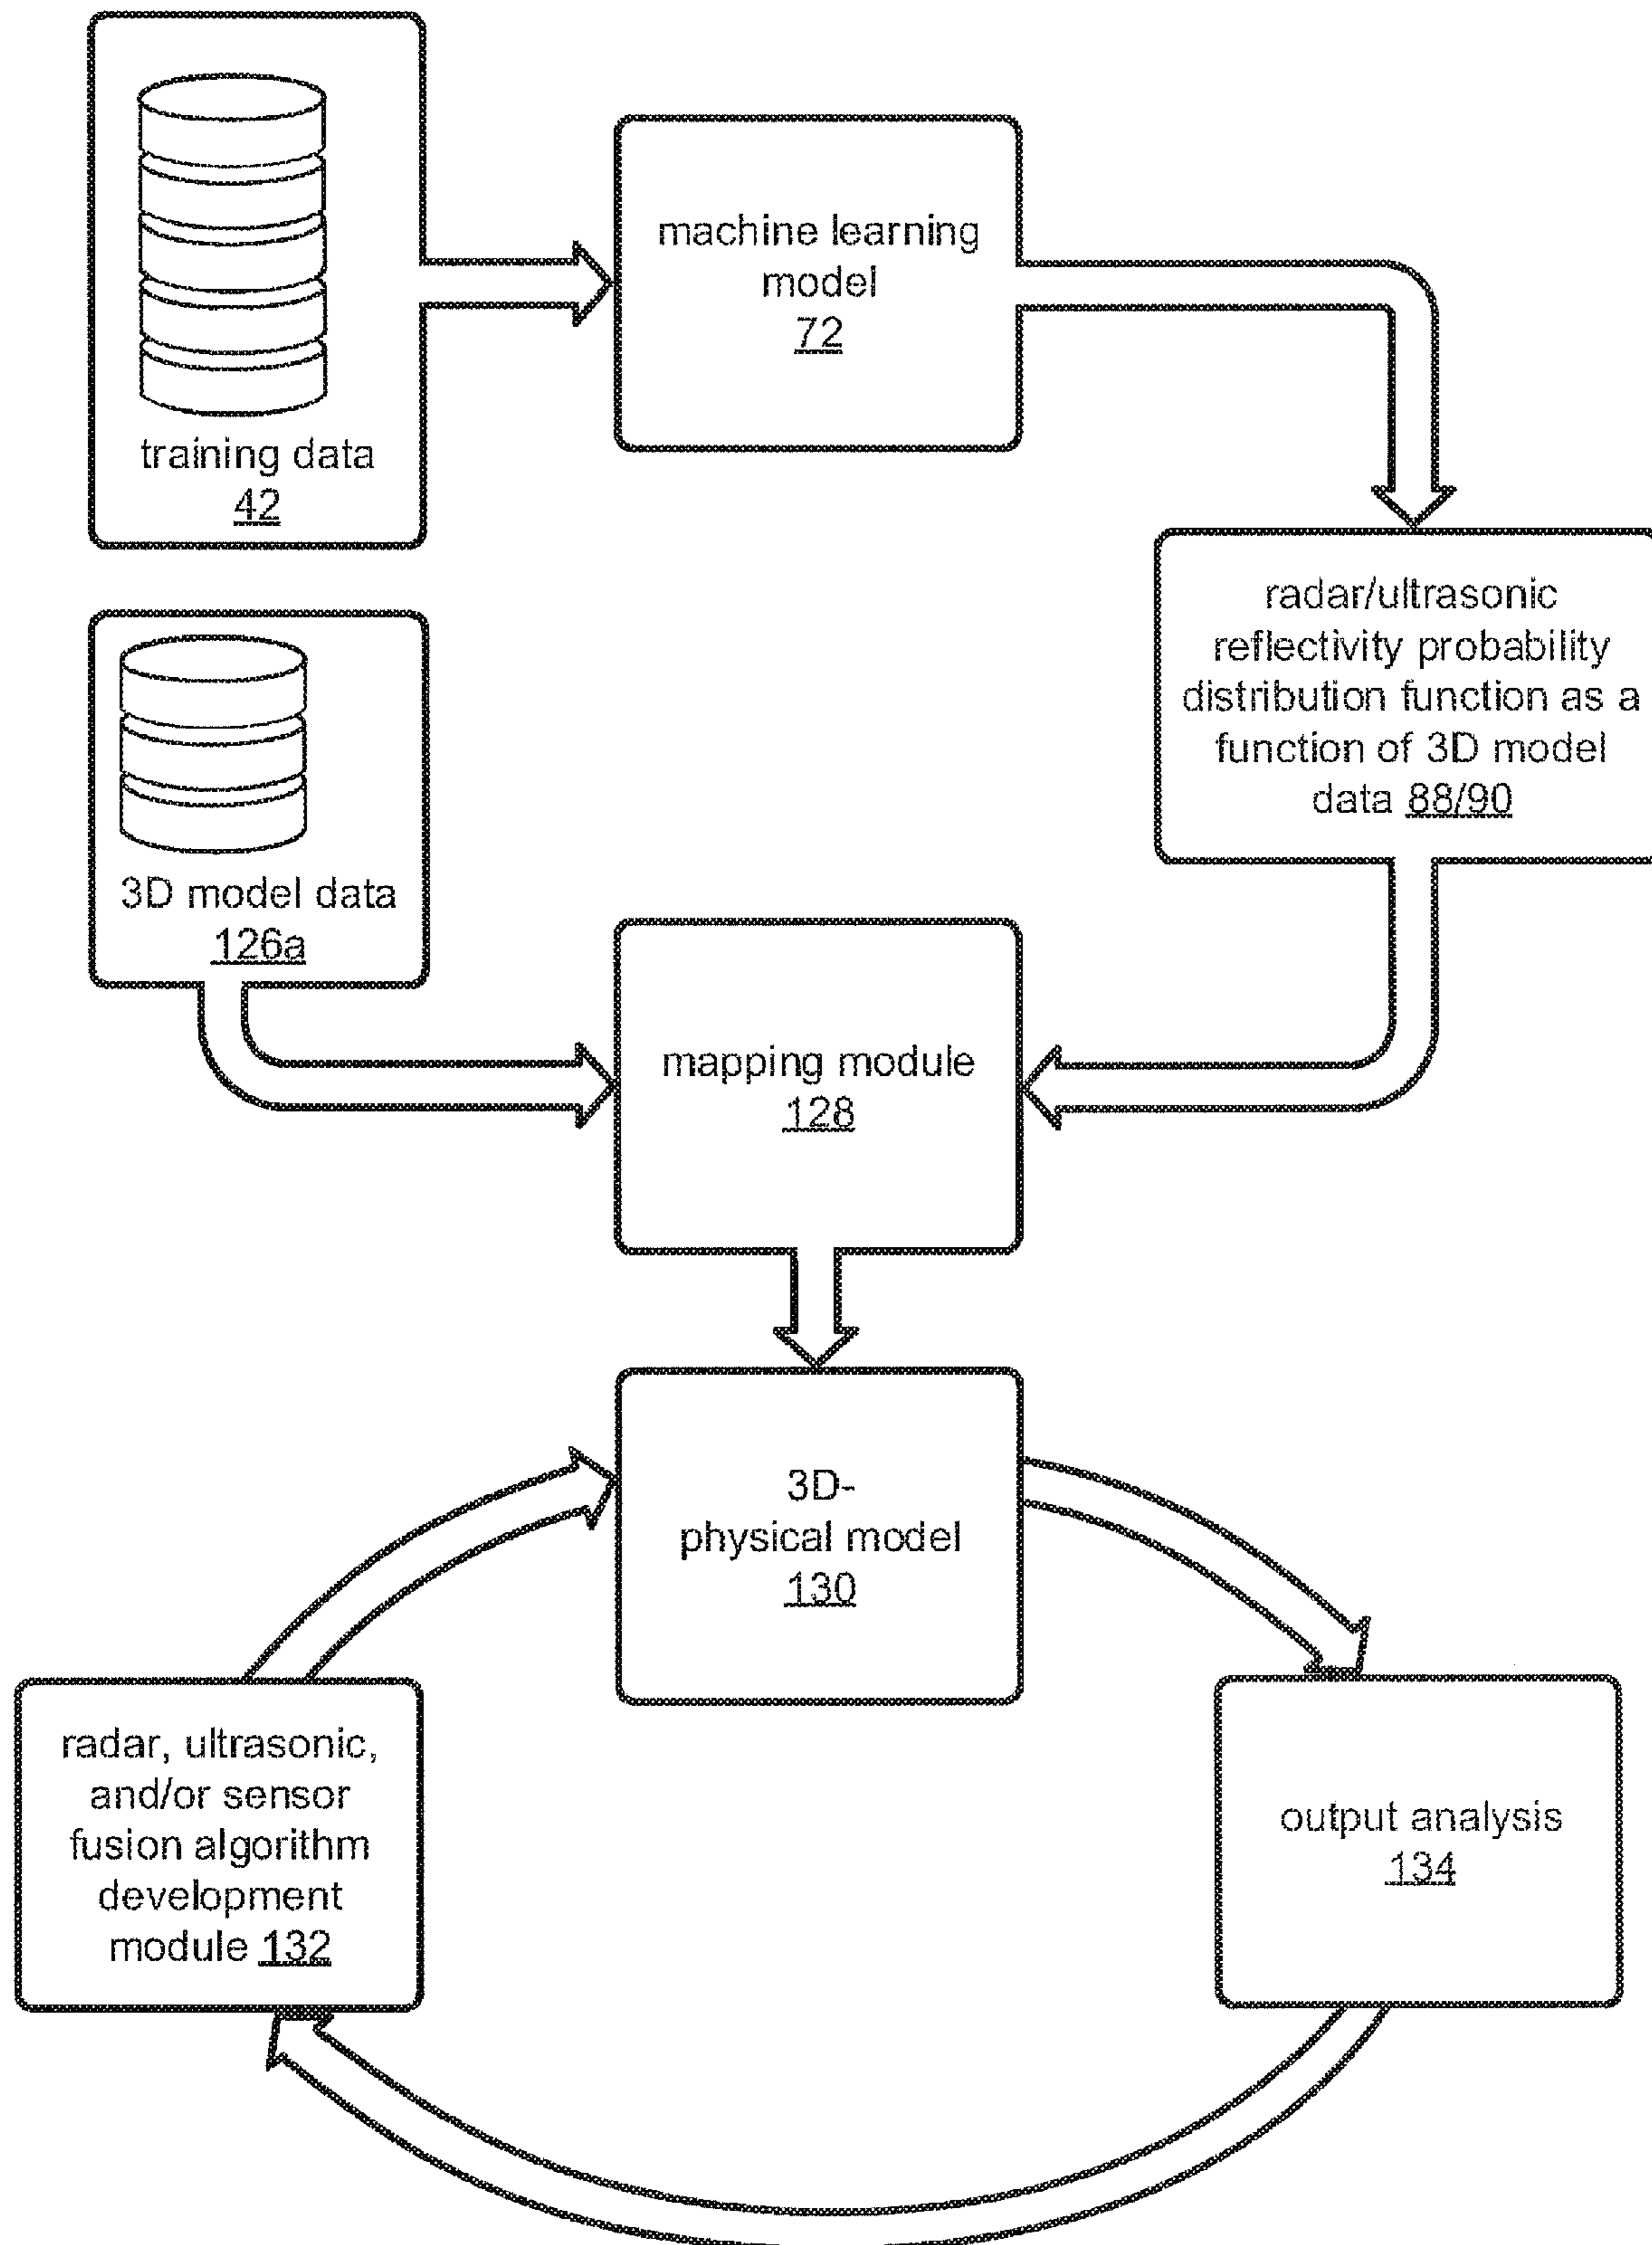 training data
42
machine learning
model
72
radar/ultrasonic
reflectivity probability
distribution function as a
function of 3D model
data 88/90
3D model data
126a
mapping module
128
3D-
physical model
130
radar, ultrasonic,
and/or sensor
fusion algorithm
development
module 132
output analysis
134